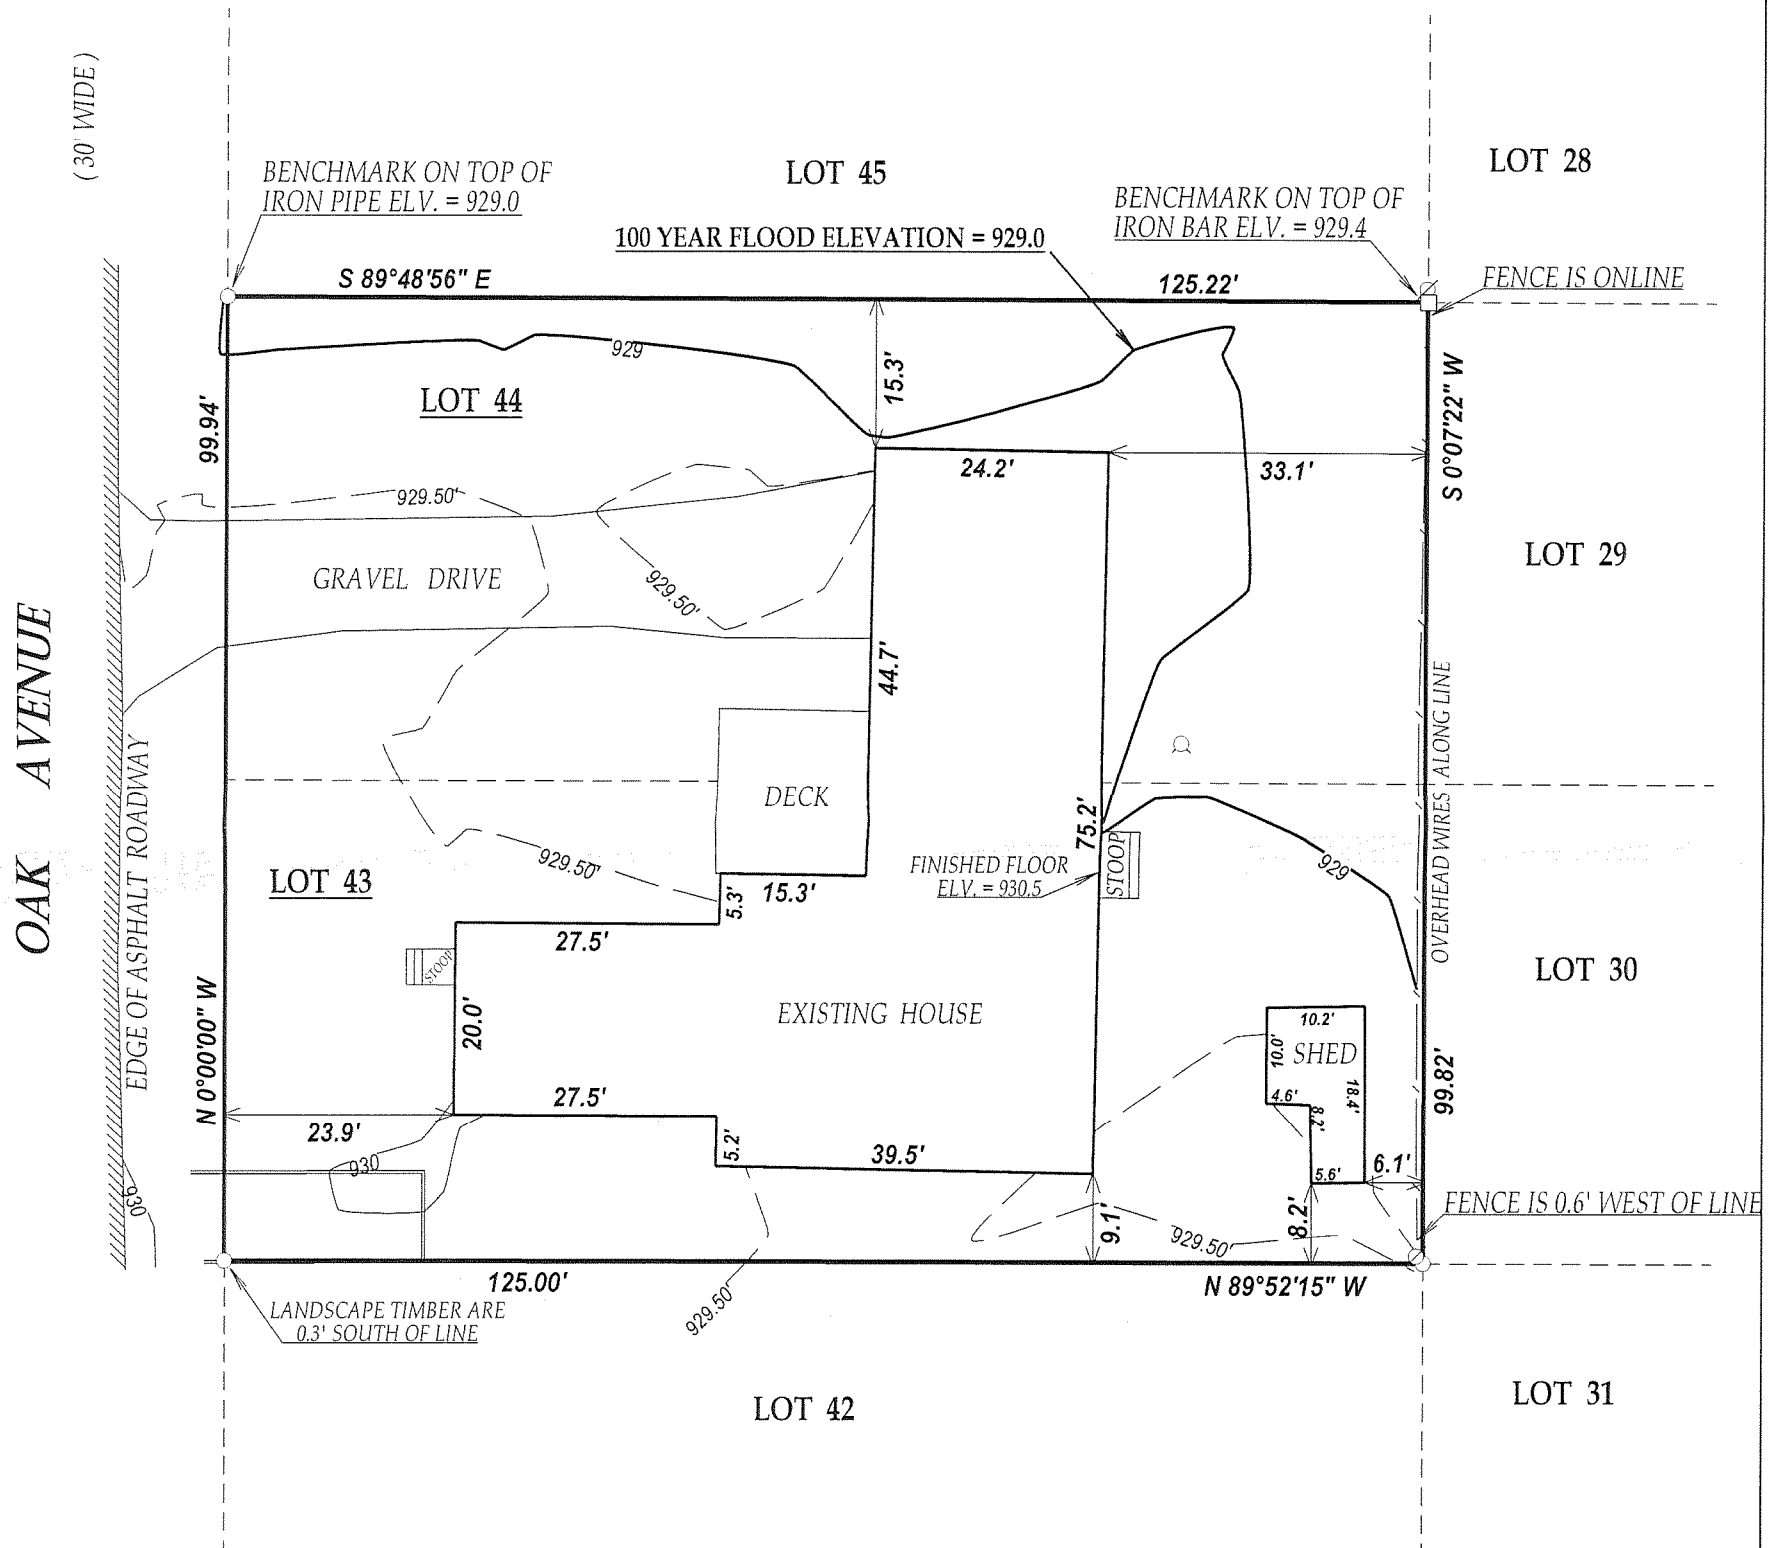 ( 30' WIDE )
LOT 28
LOT 45
BENCHMARK ON TOP OF
IRON PIPE ELV. = 929.0
BENCHMARK ON TOP OF
IRON BAR ELV. = 929.4
100 YEAR FLOOD ELEVATION = 929.0
S 89°48'56" E
125.22'
FENCE IS ONLINE
929
15.3'
LOT 44
99.94'
S 0°07'22" W
24.2'
33.1'
929.50'
GRAVEL DRIVE
929.50'
LOT 29
OAK AVENUE
44.7'
EDGE OF ASPHALT ROADWAY
DECK
75.2'
OVERHEAD WIRES ALONG LINE
929.50'
FINISHED FLOOR
ELV. = 930.5
STOOP
929
LOT 43
15.3'
5.3'
27.5'
STOOP
LOT 30
N 0°00'00" W
20.0'
EXISTING HOUSE
10.2'
10.0'
SHED
18.4'
99.82'
4.6'
8.2'
27.5'
23.9'
5.2'
39.5'
930
930
5.6'
6.1'
9.1'
8.2'
FENCE IS 0.6' WEST OF LINE
929.50'
125.00'
N 89°52'15" W
929.50'
LANDSCAPE TIMBER ARE
0.3' SOUTH OF LINE
LOT 42
LOT 31